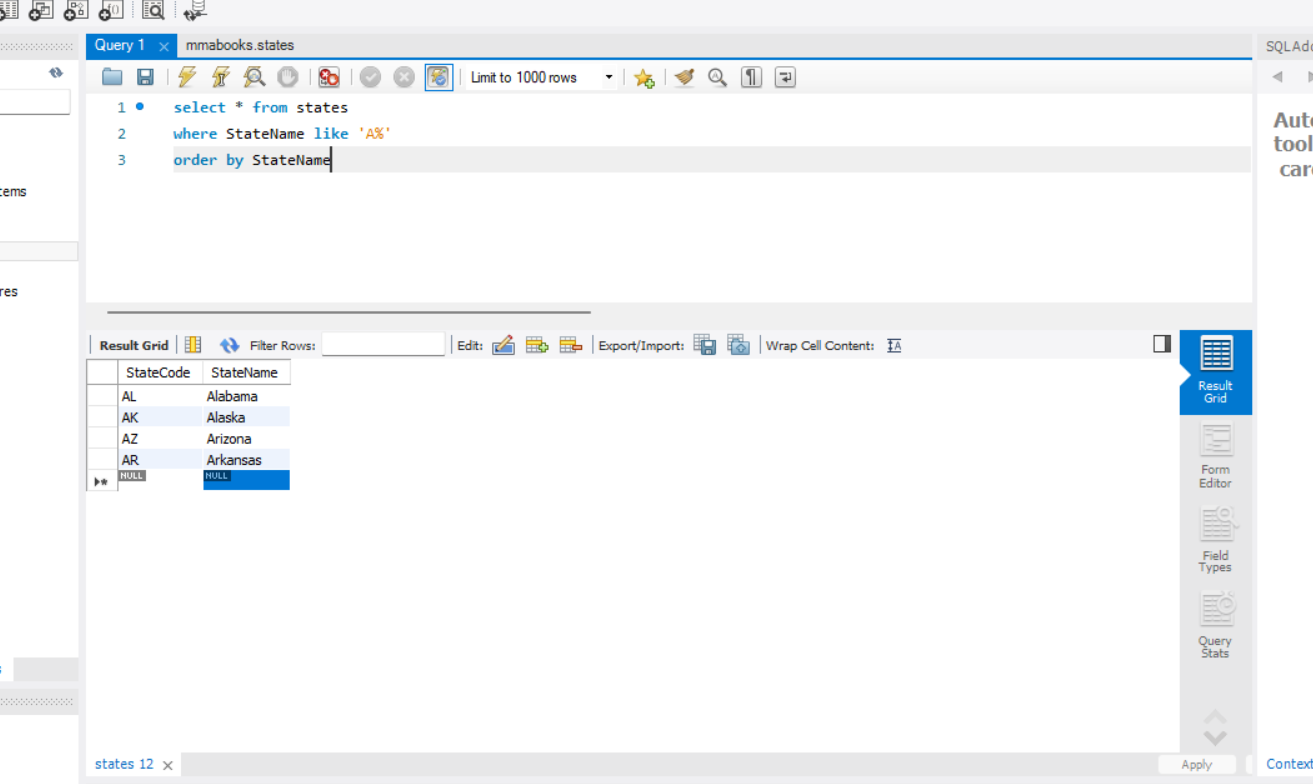 Query 1
mmabooks.states
SQLAdd
Limit to 1000 rows
1 select * from states
2 where StateName like 'A%'
3 order by StateName
Auto
tool
car
tems
res
Result Grid
Filter Rows:
Edit:
Export/Import:
Wrap Cell Content:
StateCode StateName
AL Alabama
AK Alaska
AZ Arizona
AR Arkansas
NULL NULL
Result
Grid
Form
Editor
Field
Types
Query
Stats
states 12
Apply
Context